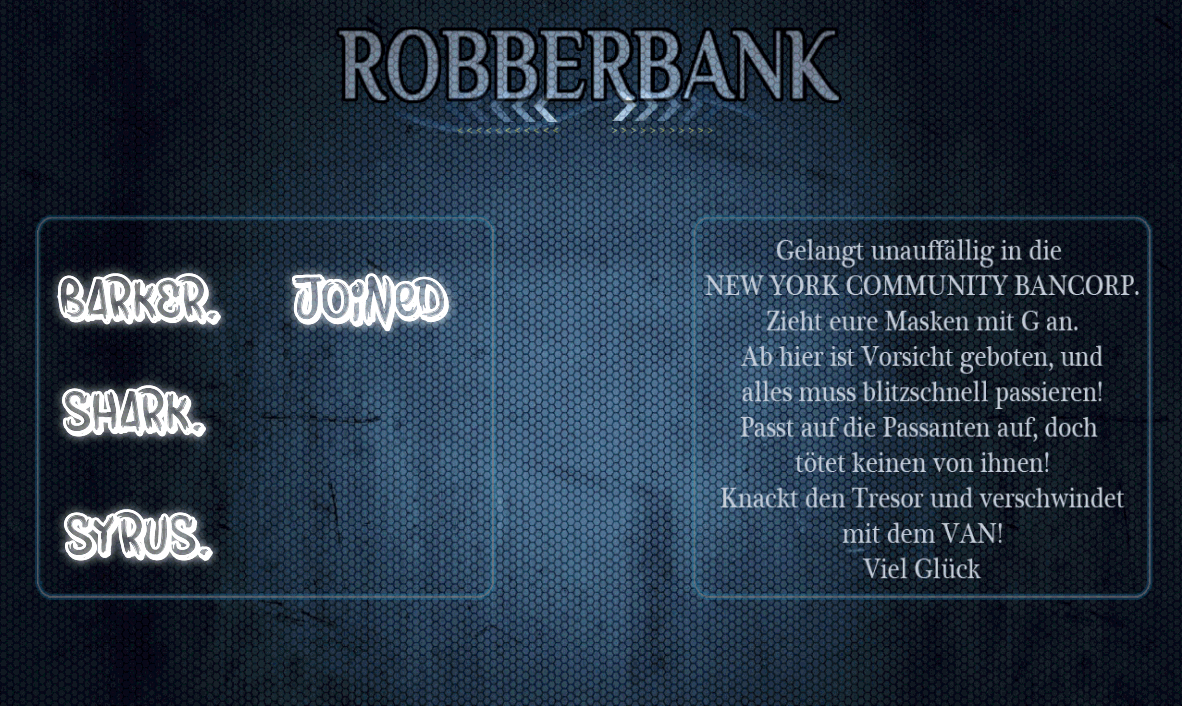 ROBBERBANK
BARKER. JOINED
SHARK.
SYRUS.
Gelangt unauffällig in die
NEW YORK COMMUNITY BANCORP.
Zieht eure Masken mit G an.
Ab hier ist Vorsicht geboten, und
alles muss blitzschnell passieren!
Passt auf die Passanten auf, doch
tötet keinen von ihnen!
Knackt den Tresor und verschwindet
mit dem VAN!
Viel Glück